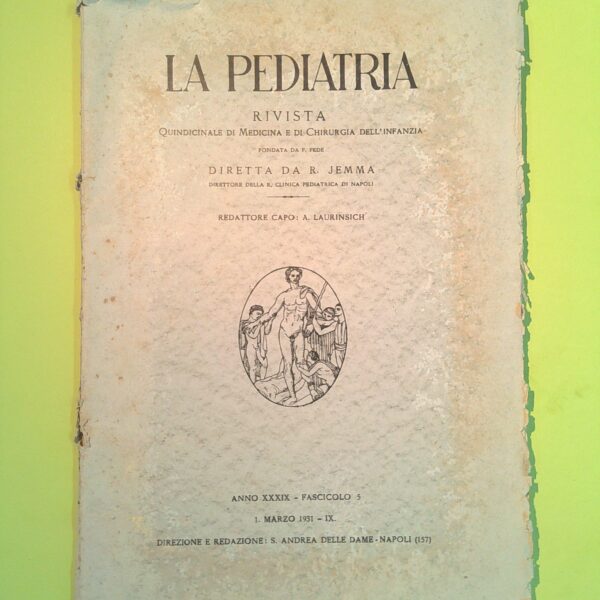 LA PEDIATRIA
RIVISTA
QUINDICINALE DI MEDICINA E DI CHIRURGIA DELL'INFANZIA
FONDATA DA F. FEDE
DIRETTA DA R. JEMMA
DIRETTORE DELLA R. CLINICA PEDIATRICA DI NAPOLI
REDATTORE CAPO: A. LAURINSICH
ANNO XXXIX - FASCICOLO 5
1. MARZO 1931 - IX.
DIREZIONE E REDAZIONE: S. ANDREA DELLE DAME - NAPOLI (157)